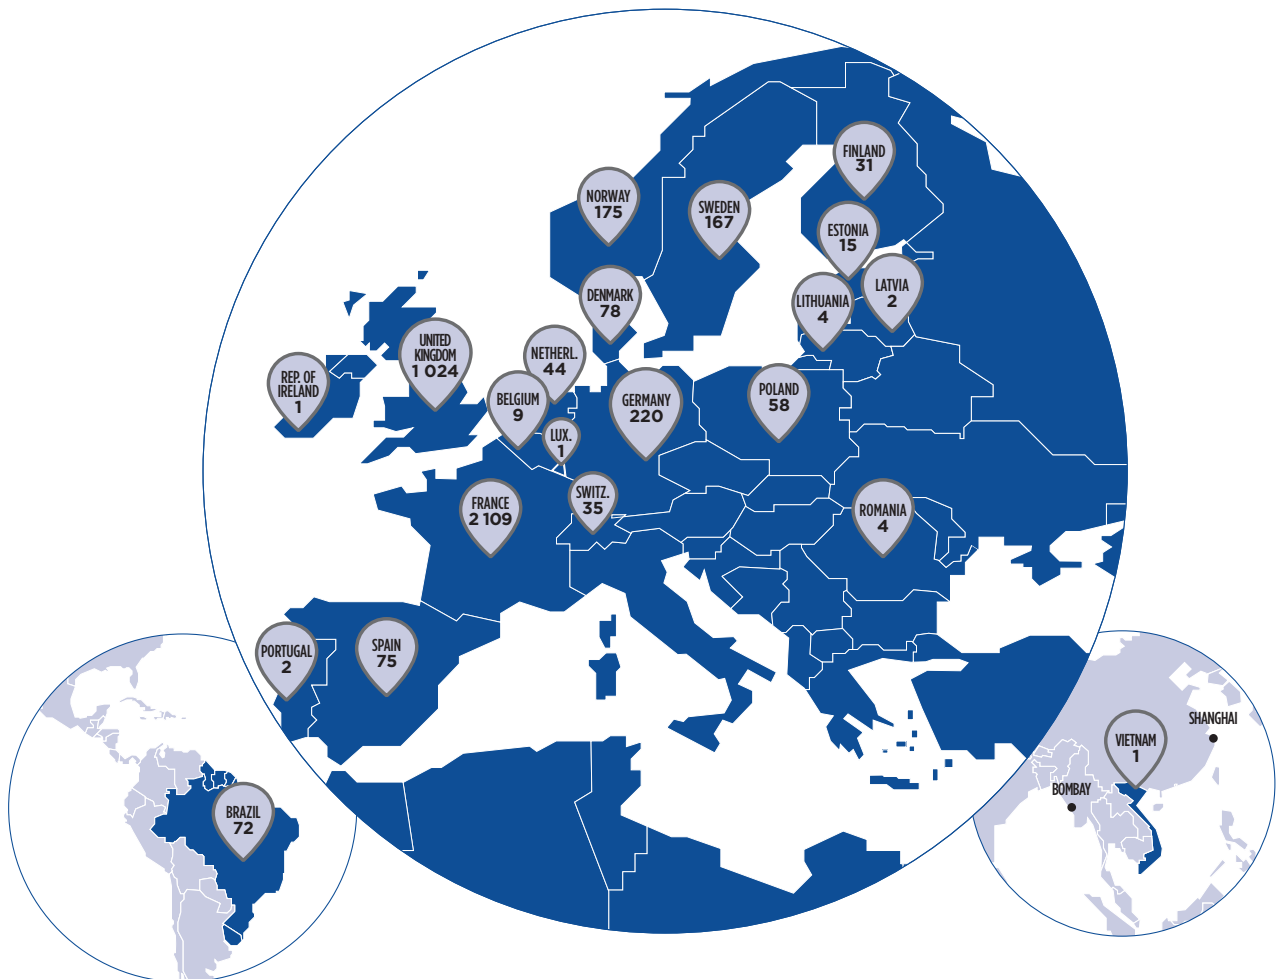 FINLAND
31
NORWAY
175
SWEDEN
167
ESTONIA
15
DENMARK
78
LITHUANIA
4
LATVIA
2
UNITED
KINGDOM
1 024
NETHERL.
44
REP. OF
IRELAND
1
BELGIUM
9
GERMANY
220
POLAND
58
LUX.
1
FRANCE
2 109
SWITZ.
35
ROMANIA
4
PORTUGAL
2
SPAIN
75
BRAZIL
72
SHANGHAI
VIETNAM
1
BOMBAY